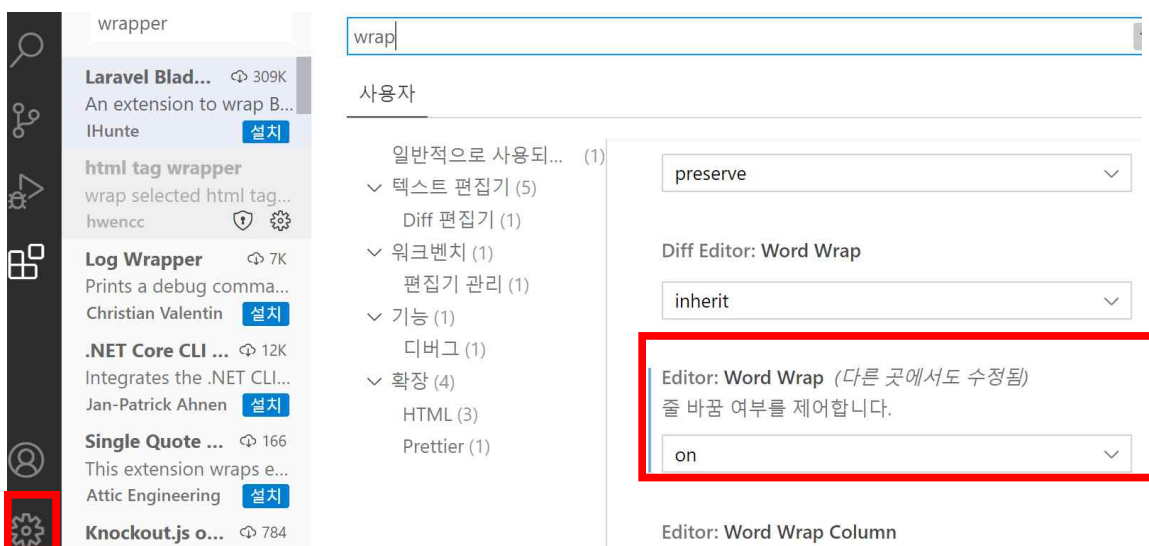 wrapper
Laravel Blad... 309K
An extension to wrap B...
IHunte 설치
html tag wrapper
wrap selected html tag...
hwencc
Log Wrapper 7K
Prints a debug comma...
Christian Valentin 설치
.NET Core CLI ... 12K
Integrates the .NET CLI...
Jan-Patrick Ahnen 설치
Single Quote ... 166
This extension wraps e...
Attic Engineering 설치
Knockout.js o... 784
wrap
사용자
일반적으로 사용되... (1)
텍스트 편집기 (5)
Diff 편집기 (1)
워크벤치 (1)
편집기 관리 (1)
기능 (1)
디버그 (1)
확장 (4)
HTML (3)
Prettier (1)
preserve
Diff Editor: Word Wrap
inherit
Editor: Word Wrap (다른 곳에서도 수정됨)
줄 바꿈 여부를 제어합니다.
on
Editor: Word Wrap Column